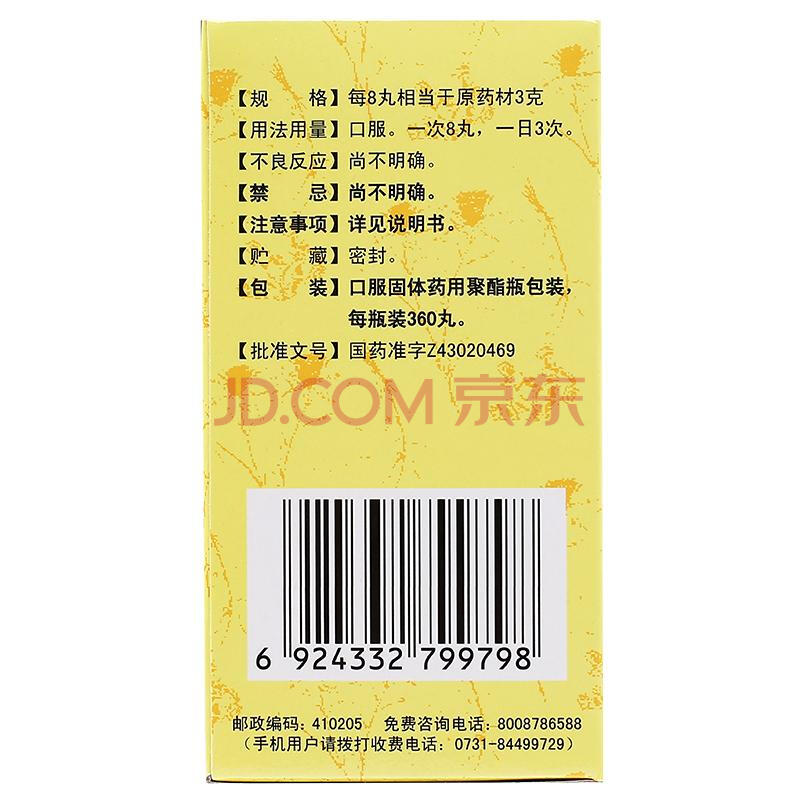 【规 格】每8丸相当于原药材3克
【用法用量】口服。一次8丸，一日3次。
【不良反应】尚不明确。
【禁 忌】尚不明确。
【注意事项】详见说明书。
【贮 藏】密封。
【包 装】口服固体药用聚酯瓶包装，
每瓶装360丸。
【批准文号】国药准字Z43020469
JD.COM 京东
6 924332 799798
邮政编码：410205 免费咨询电话：8008786588
（手机用户请拨打收费电话：0731-84499729）